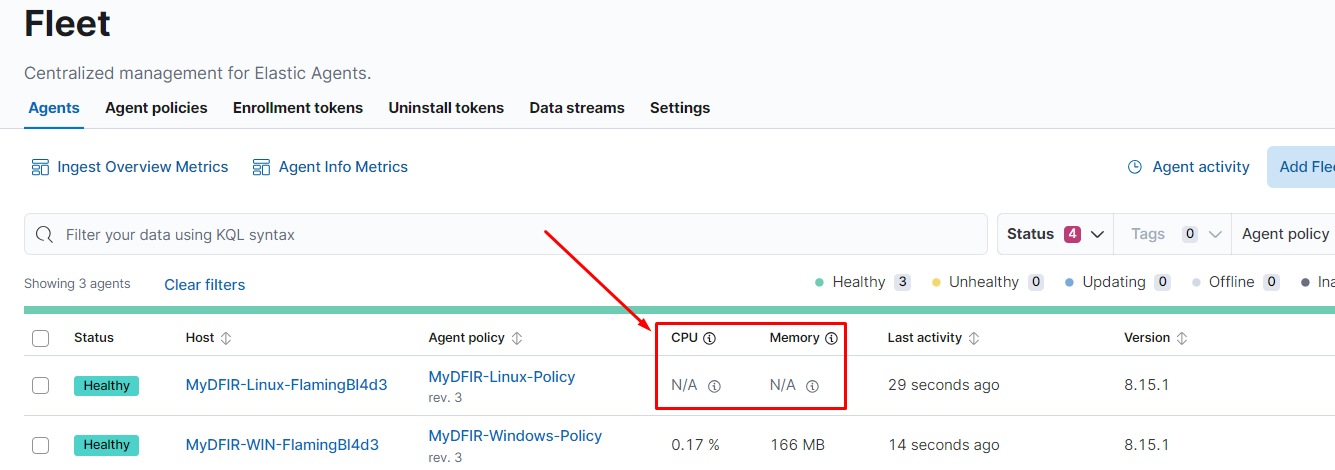 Fleet
Centralized management for Elastic Agents.
Agents Agent policies Enrollment tokens Uninstall tokens Data streams Settings
Ingest Overview Metrics Agent Info Metrics Agent activity Add Flee
Filter your data using KQL syntax Status 4 Tags 0 Agent policy
Showing 3 agents Clear filters Healthy 3 Unhealthy 0 Updating 0 Offline 0 Ina
Status Host Agent policy CPU Memory Last activity Version
Healthy MyDFIR-Linux-FlamingBl4d3 MyDFIR-Linux-Policy N/A N/A 29 seconds ago 8.15.1
rev. 3
Healthy MyDFIR-WIN-FlamingBl4d3 MyDFIR-Windows-Policy 0.17 % 166 MB 14 seconds ago 8.15.1
rev. 3